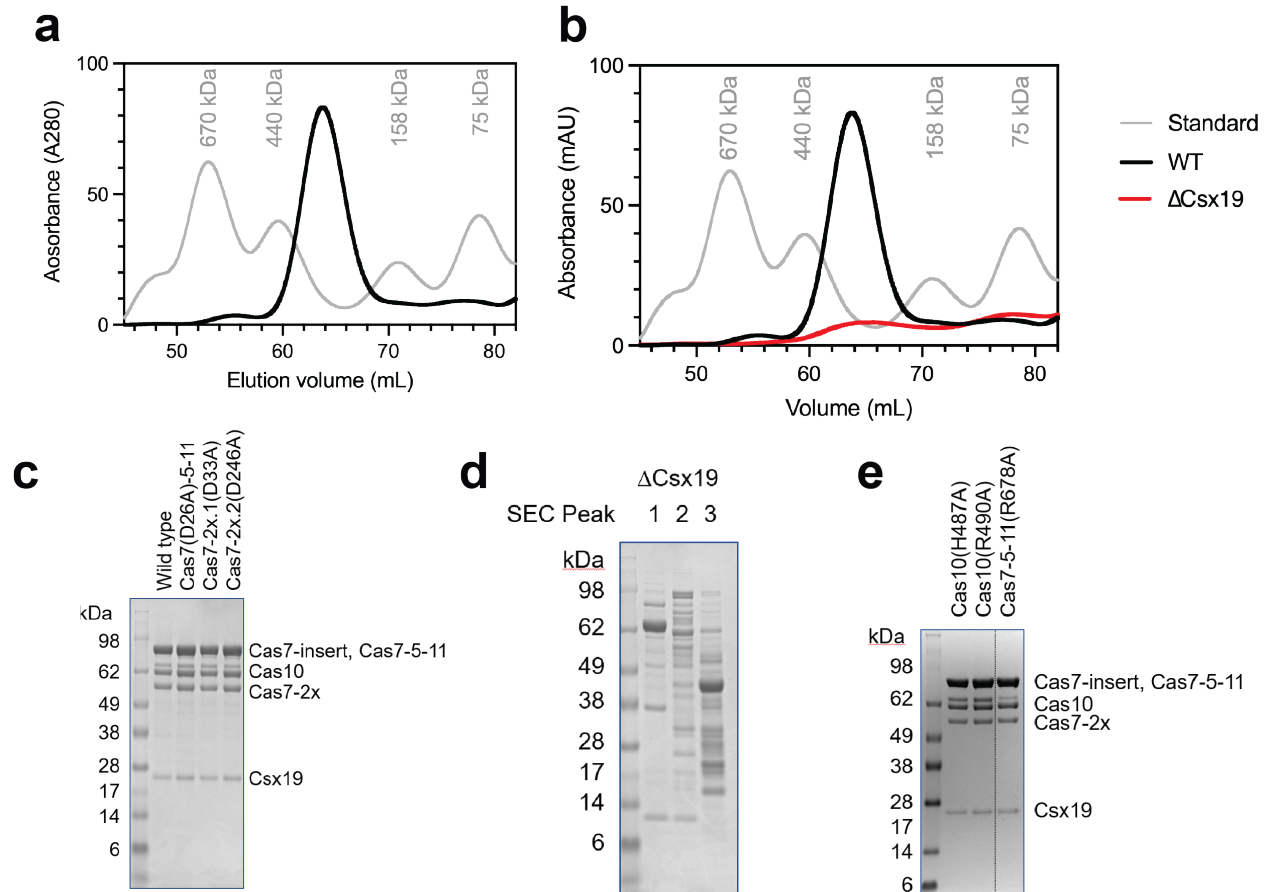 a
100
50
0
Aosorbance (A280)
670 kDa
440 kDa
158 kDa
75 kDa
50 60 70 80
Elution volume (mL)
b
100
50
0
Absorbance (mAU)
670 kDa
440 kDa
158 kDa
75 kDa
50 60 70 80
Volume (mL)
Standard
WT
ΔCsx19
c
Wild type
Cas7(D26A)-5-11
Cas7-2x.1(D33A)
Cas7-2x.2(D246A)
kDa
98
62
49
38
28
17
14
6
Cas7-insert, Cas7-5-11
Cas10
Cas7-2x
Csx19
d
ΔCsx19
SEC Peak 1 2 3
kDa
98
62
49
38
28
17
14
6
e
Cas10(H487A)
Cas10(R490A)
Cas7-5-11(R678A)
kDa
98
62
49
38
28
17
14
6
Cas7-insert, Cas7-5-11
Cas10
Cas7-2x
Csx19